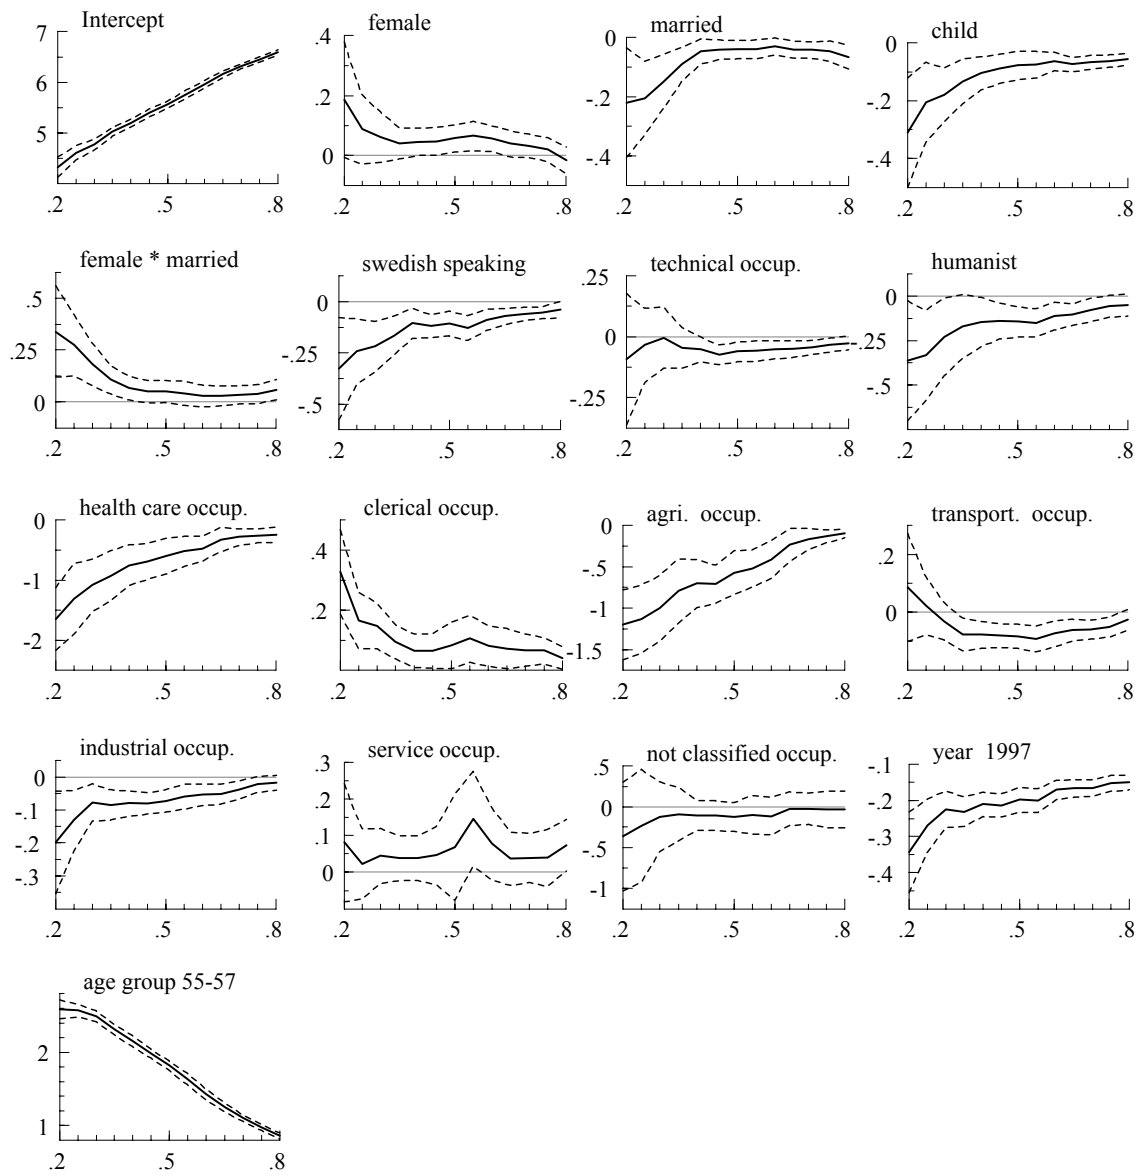 Intercept
7
6
5
.2 .5 .8
female
.4
.2
0
.2 .5 .8
married
0
-.2
-.4
.2 .5 .8
child
0
-.2
-.4
.2 .5 .8
female * married
.5
.25
0
.2 .5 .8
swedish speaking
0
-.25
-.5
.2 .5 .8
technical occup.
.25
0
-.25
.2 .5 .8
humanist
0
-.25
-.5
.2 .5 .8
health care occup.
0
-1
-2
.2 .5 .8
clerical occup.
.4
.2
.2 .5 .8
agri. occup.
0
-.5
-1
-1.5
.2 .5 .8
transport. occup.
.2
0
.2 .5 .8
industrial occup.
0
-.1
-.2
-.3
.2 .5 .8
service occup.
.3
.2
.1
0
.2 .5 .8
not classified occup.
.5
0
-.5
-1
.2 .5 .8
year 1997
-.1
-.2
-.3
-.4
.2 .5 .8
age group 55-57
2
1
.2 .5 .8